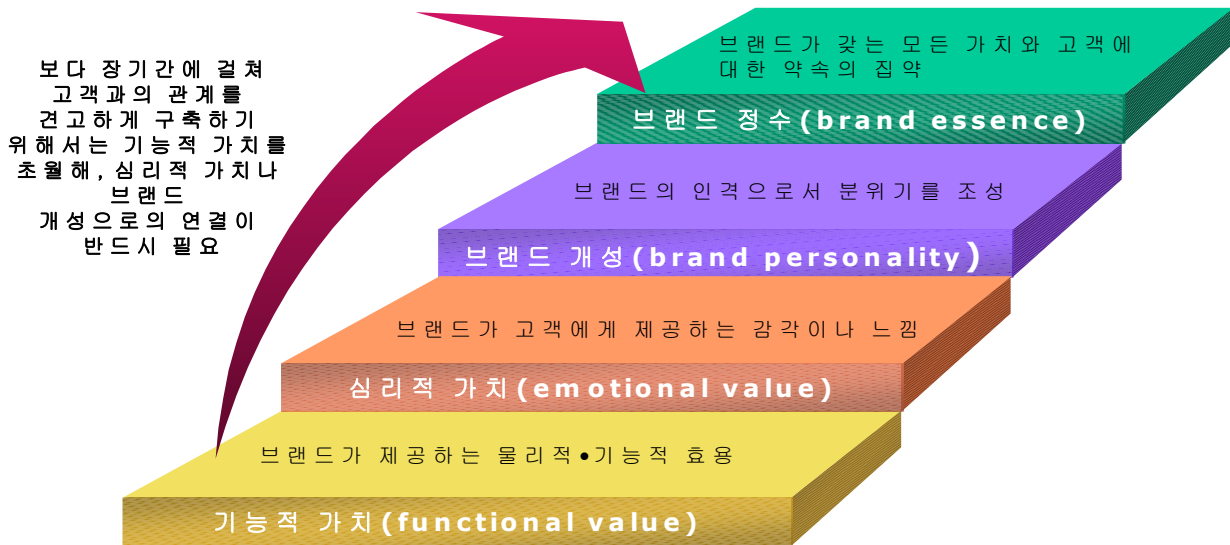 보다 장기간에 걸쳐
고객과의 관계를
견고하게 구축하기
위해서는 기능적 가치를
초월해, 심리적 가치나
브랜드
개성으로의 연결이
반드시 필요
브랜드가 갖는 모든 가치와 고객에
대한 약속의 집약
브랜드 정수(brand essence)
브랜드의 인격으로서 분위기를 조성
브랜드 개성(brand personality)
브랜드가 고객에게 제공하는 감각이나 느낌
심리적 가치(emotional value)
브랜드가 제공하는 물리적•기능적 효용
기능적 가치(functional value)